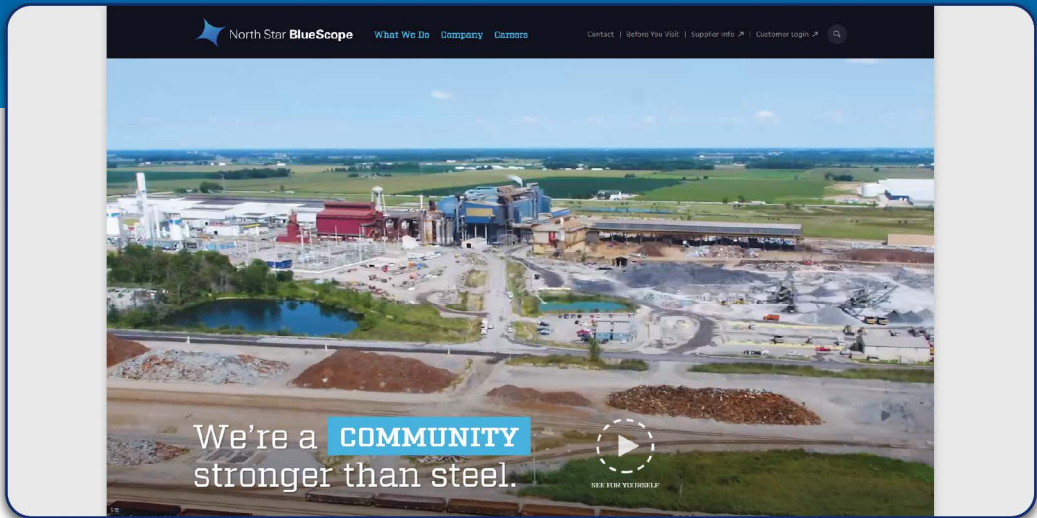 North Star BlueScope
What We Do Company Careers
Contact | Before You Visit | Supplier Info | Customer Login
We're a COMMUNITY
stronger than steel.
SEE FOR YOURSELF